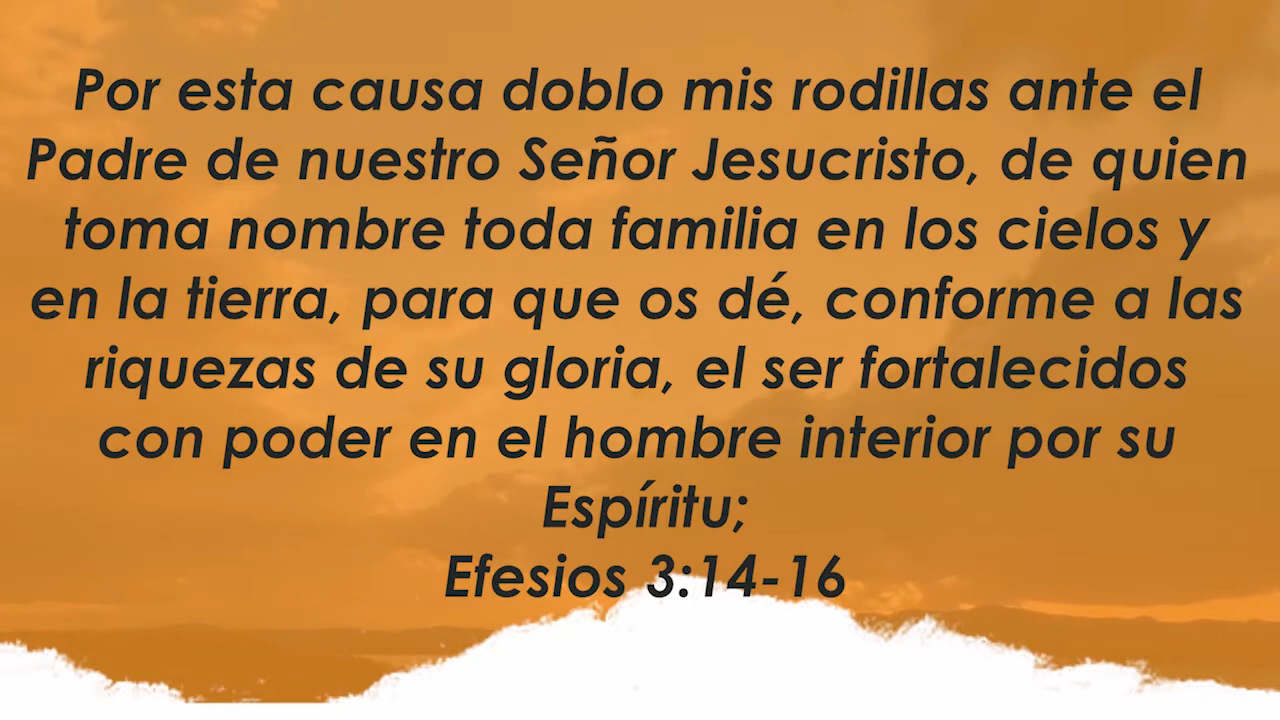 Por esta causa doblo mis rodillas ante el
Padre de nuestro Señor Jesucristo, de quien
toma nombre toda familia en los cielos y
en la tierra, para que os dé, conforme a las
riquezas de su gloria, el ser fortalecidos
con poder en el hombre interior por su
Espíritu;
Efesios 3:14-16